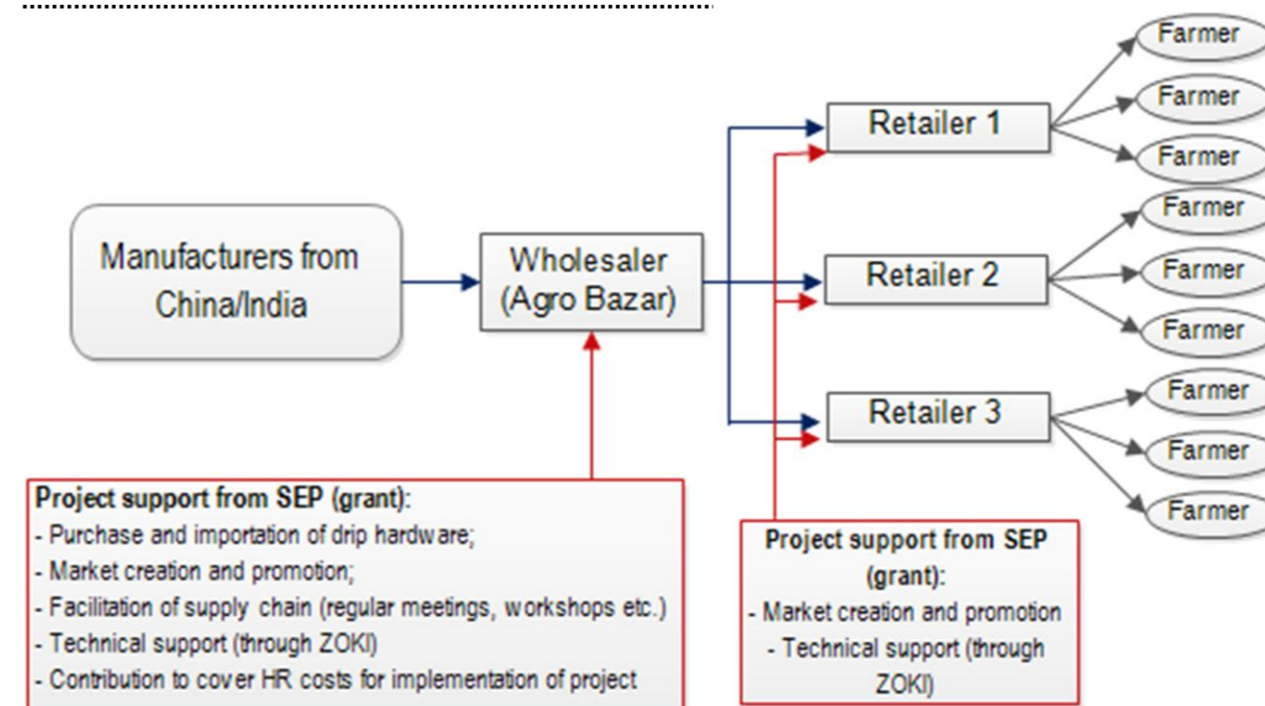 Manufacturers from
China/India
Wholesaler
(Agro Bazar)
Retailer 1
Retailer 2
Retailer 3
Farmer
Farmer
Farmer
Farmer
Farmer
Farmer
Farmer
Farmer
Farmer
Project support from SEP (grant):
- Purchase and importation of drip hardware;
- Market creation and promotion;
- Facilitation of supply chain (regular meetings, workshops etc.)
- Technical support (through ZOKI)
- Contribution to cover HR costs for implementation of project
Project support from SEP
(grant):
- Market creation and promotion
- Technical support (through
ZOKI)